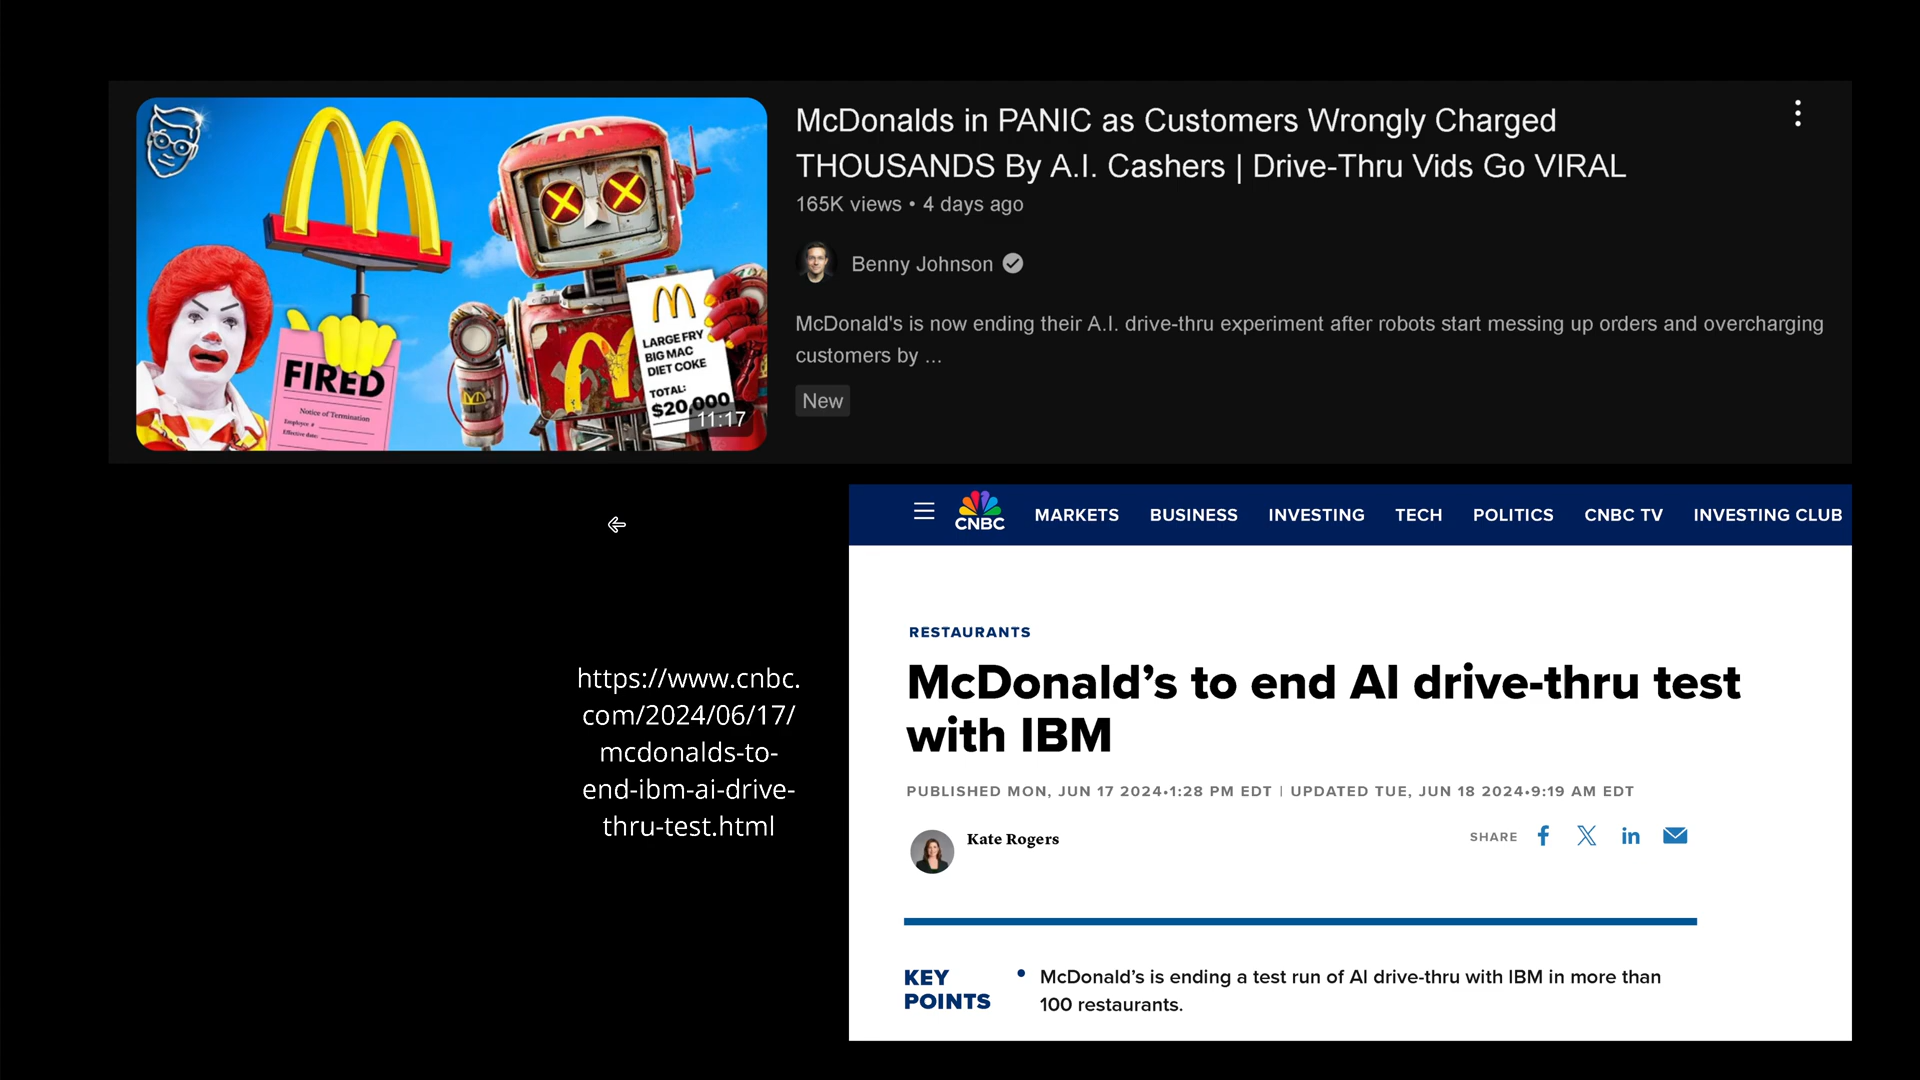 McDonalds in PANIC as Customers Wrongly Charged
THOUSANDS By A.I. Cashers | Drive-Thru Vids Go VIRAL
165K views • 4 days ago
Benny Johnson
McDonald's is now ending their A.I. drive-thru experiment after robots start messing up orders and overcharging
customers by ...
New
FIRED
Notice of Termination
Employee #
Effective date:
LARGE FRY
BIG MAC
DIET COKE
TOTAL:
$20,000
11:17
https://www.cnbc.
com/2024/06/17/
mcdonalds-to-
end-ibm-ai-drive-
thru-test.html
CNBC
MARKETS BUSINESS INVESTING TECH POLITICS CNBC TV INVESTING CLUB
RESTAURANTS
McDonald’s to end AI drive-thru test
with IBM
PUBLISHED MON, JUN 17 2024•1:28 PM EDT | UPDATED TUE, JUN 18 2024•9:19 AM EDT
Kate Rogers
SHARE
KEY
POINTS
• McDonald’s is ending a test run of AI drive-thru with IBM in more than
100 restaurants.